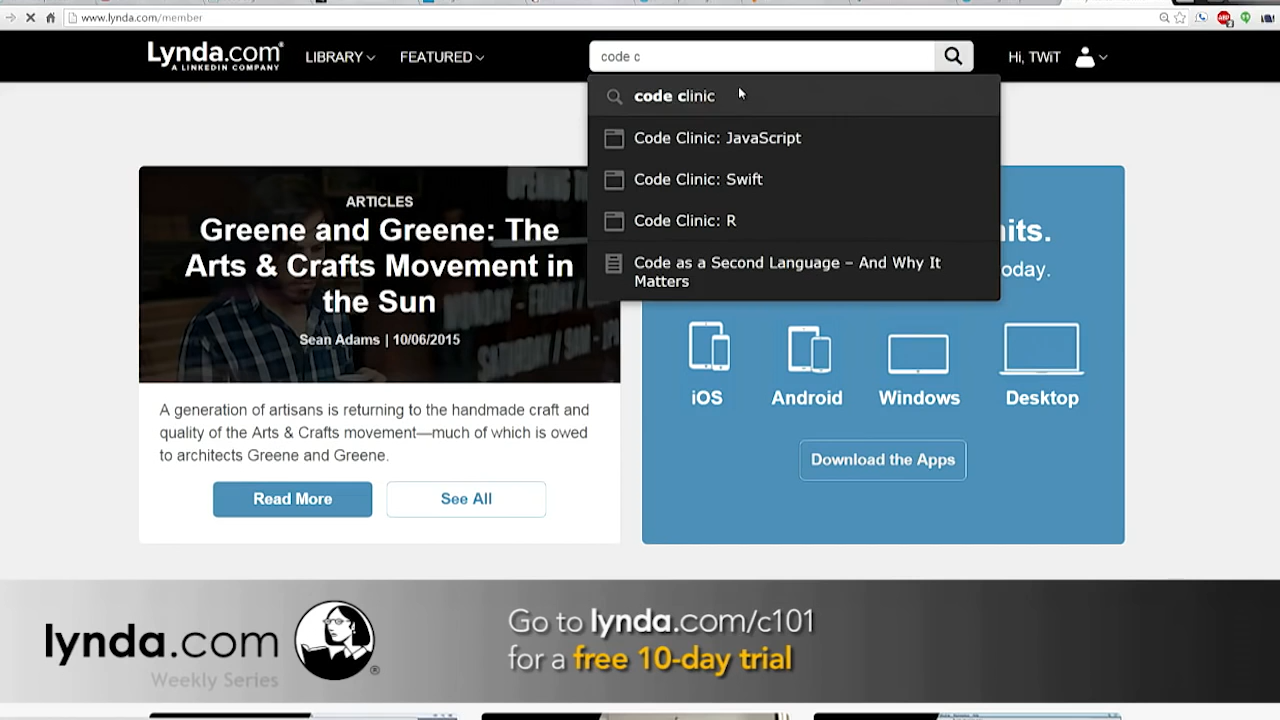 www.lynda.com/member
Lynda.com®
A LINKEDIN COMPANY
LIBRARY
FEATURED
code c
Hi, TWiT
code clinic
Code Clinic: JavaScript
Code Clinic: Swift
Code Clinic: R
Code as a Second Language – And Why It
Matters
ARTICLES
Greene and Greene: The
Arts & Crafts Movement in
the Sun
Sean Adams | 10/06/2015
A generation of artisans is returning to the handmade craft and
quality of the Arts & Crafts movement—much of which is owed
to architects Greene and Greene.
Read More
See All
iOS
Android
Windows
Desktop
Download the Apps
lynda.com
®
Weekly Series
Go to lynda.com/c101
for a free 10-day trial